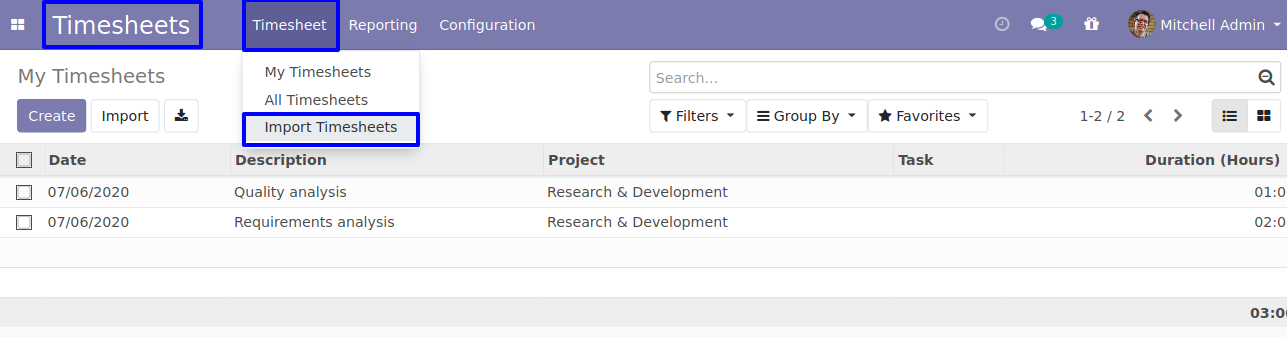 Timesheets Timesheet Reporting Configuration 3 Mitchell Admin
My Timesheets
My Timesheets
All Timesheets
Import Timesheets
Search...
Create Import
Filters Group By Favorites 1-2 / 2
Date Description Project Task Duration (Hours)
07/06/2020 Quality analysis Research & Development 01:0
07/06/2020 Requirements analysis Research & Development 02:0
03:0